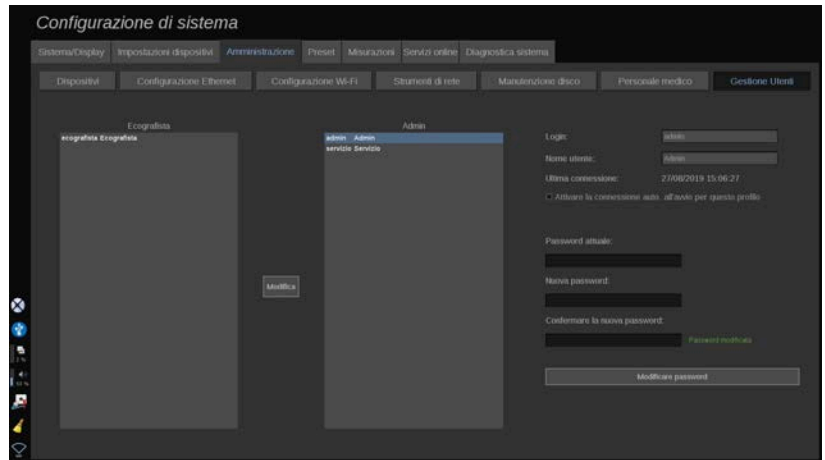 Configurazione di sistema
Sistema/Display Impostazioni dispositivi Amministrazione Preset Misurazioni Servizi online Diagnostica sistema
Dispositivi Configurazione Ethernet Configurazione Wi-Fi Strumenti di rete Manutenzione disco Personale medico Gestione Utenti
Ecografista Admin
ecografista Ecografista
admin Admin
servizio Servizio
Modifica
Login: admin
Nome utente: Admin
Ultima connessione: 27/08/2019 15:06:27
Attivare la connessione auto. all'avvio per questo profilo
Password attuale:
Nuova password:
Confermare la nuova password:
Password modificata
Modificare password
2 %